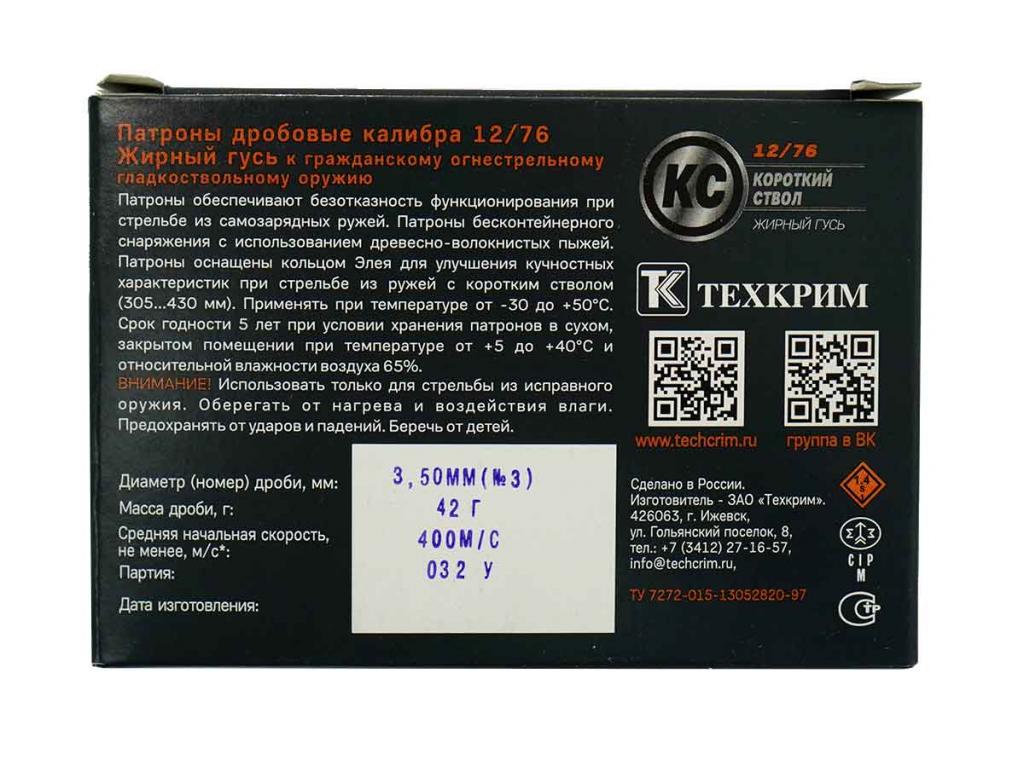 Патроны дробовые калибра 12/76
Жирный гусь к гражданскому огнестрельному
гладкоствольному оружию
Патроны обеспечивают безотказность функционирования при
стрельбе из самозарядных ружей. Патроны бесконтейнерного
снаряжения с использованием древесно-волокнистых пыжей.
Патроны оснащены кольцом Элея для улучшения кучностных
характеристик при стрельбе из ружей с коротким стволом
(305...430 мм). Применять при температуре от -30 до +50°С.
Срок годности 5 лет при условии хранения патронов в сухом,
закрытом помещении при температуре от +5 до +40°С и
относительной влажности воздуха 65%.
ВНИМАНИЕ! Использовать только для стрельбы из исправного
оружия. Оберегать от нагрева и воздействия влаги.
Предохранять от ударов и падений. Беречь от детей.
Диаметр (номер) дроби, мм: 3,50ММ(№3)
Масса дроби, г: 42 Г
Средняя начальная скорость,
не менее, м/с*: 400М/С
Партия: 032 У
Дата изготовления:
КС
12/76
КОРОТКИЙ
СТВОЛ
ЖИРНЫЙ ГУСЬ
ТК ТЕХКРИМ
www.techcrim.ru группа в ВК
Сделано в России.
Изготовитель - ЗАО «Техкрим».
426063, г. Ижевск,
ул. Гольянский поселок, 8,
тел.: +7 (3412) 27-16-57,
info@techcrim.ru,
ТУ 7272-015-13052820-97
1.4
S
CIP
M